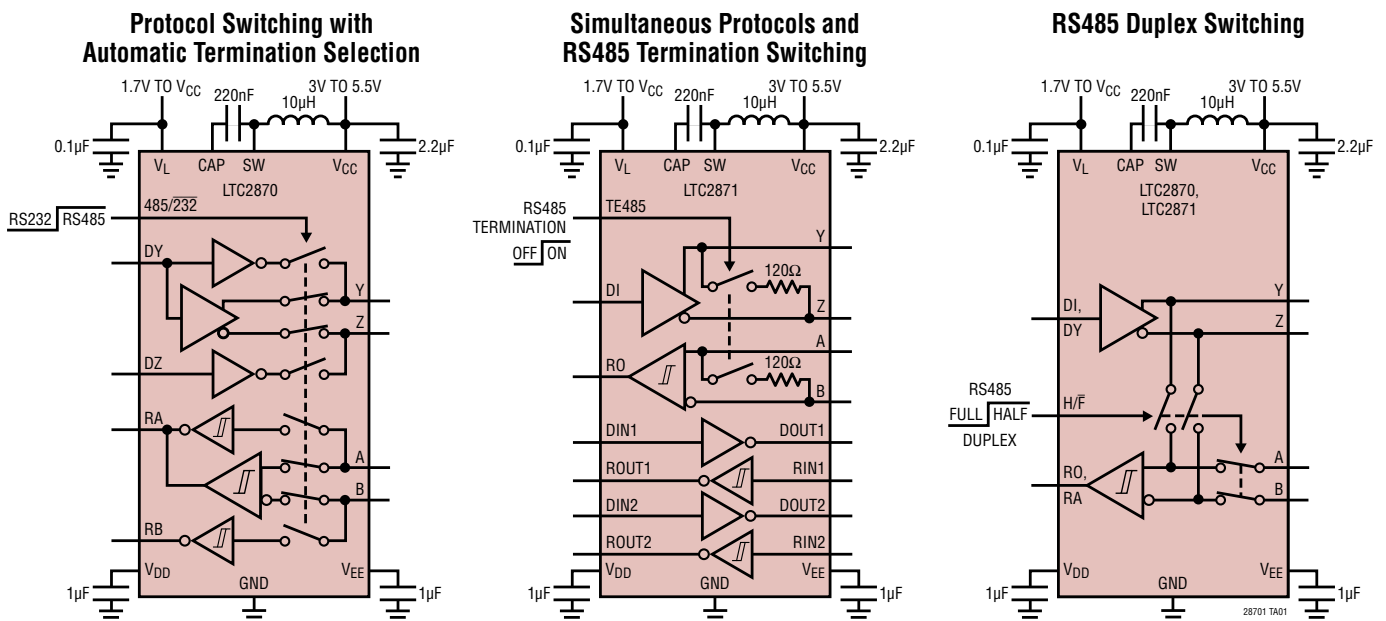 Protocol Switching with
Automatic Termination Selection
1.7V TO VCC
220nF
10µH
3V TO 5.5V
0.1µF
2.2µF
VL
CAP
SW
VCC
LTC2870
485/232
RS232
RS485
DY
Y
Z
DZ
RA
A
B
RB
VDD
GND
VEE
1µF
1µF
Simultaneous Protocols and
RS485 Termination Switching
1.7V TO VCC
220nF
10µH
3V TO 5.5V
0.1µF
2.2µF
VL
CAP
SW
VCC
LTC2871
RS485
TERMINATION
OFF
ON
TE485
Y
120Ω
DI
Z
A
RO
120Ω
B
DIN1
DOUT1
ROUT1
RIN1
DIN2
DOUT2
ROUT2
RIN2
VDD
GND
VEE
1µF
1µF
RS485 Duplex Switching
1.7V TO VCC
220nF
10µH
3V TO 5.5V
0.1µF
2.2µF
VL
CAP
SW
VCC
LTC2870,
LTC2871
Y
DI,
DY
Z
RS485
FULL
HALF
DUPLEX
H/F
A
RO,
RA
B
VDD
GND
VEE
1µF
1µF
28701 TA01